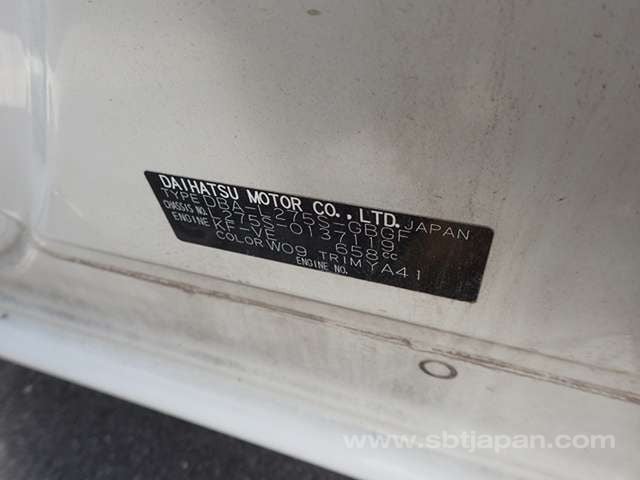 DAIHATSU MOTOR CO., LTD. JAPAN
TYPE DBA-L275S-GBGF
CHASSIS NO. L275S-0137119
ENGINE KF-VE 658cc
COLOR W09 TRIM YA41
ENGINE NO.
www.sbtjapan.com